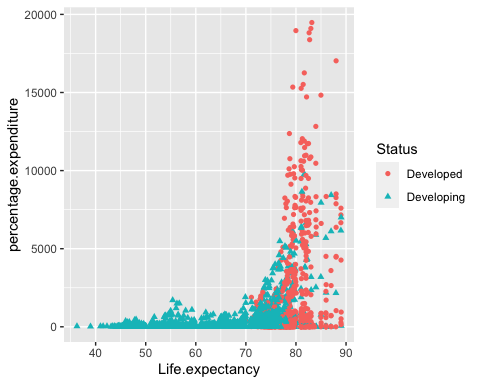 20000
15000
10000
5000
0
percentage.expenditure
40 50 60 70 80 90
Life.expectancy
Status
Developed
Developing